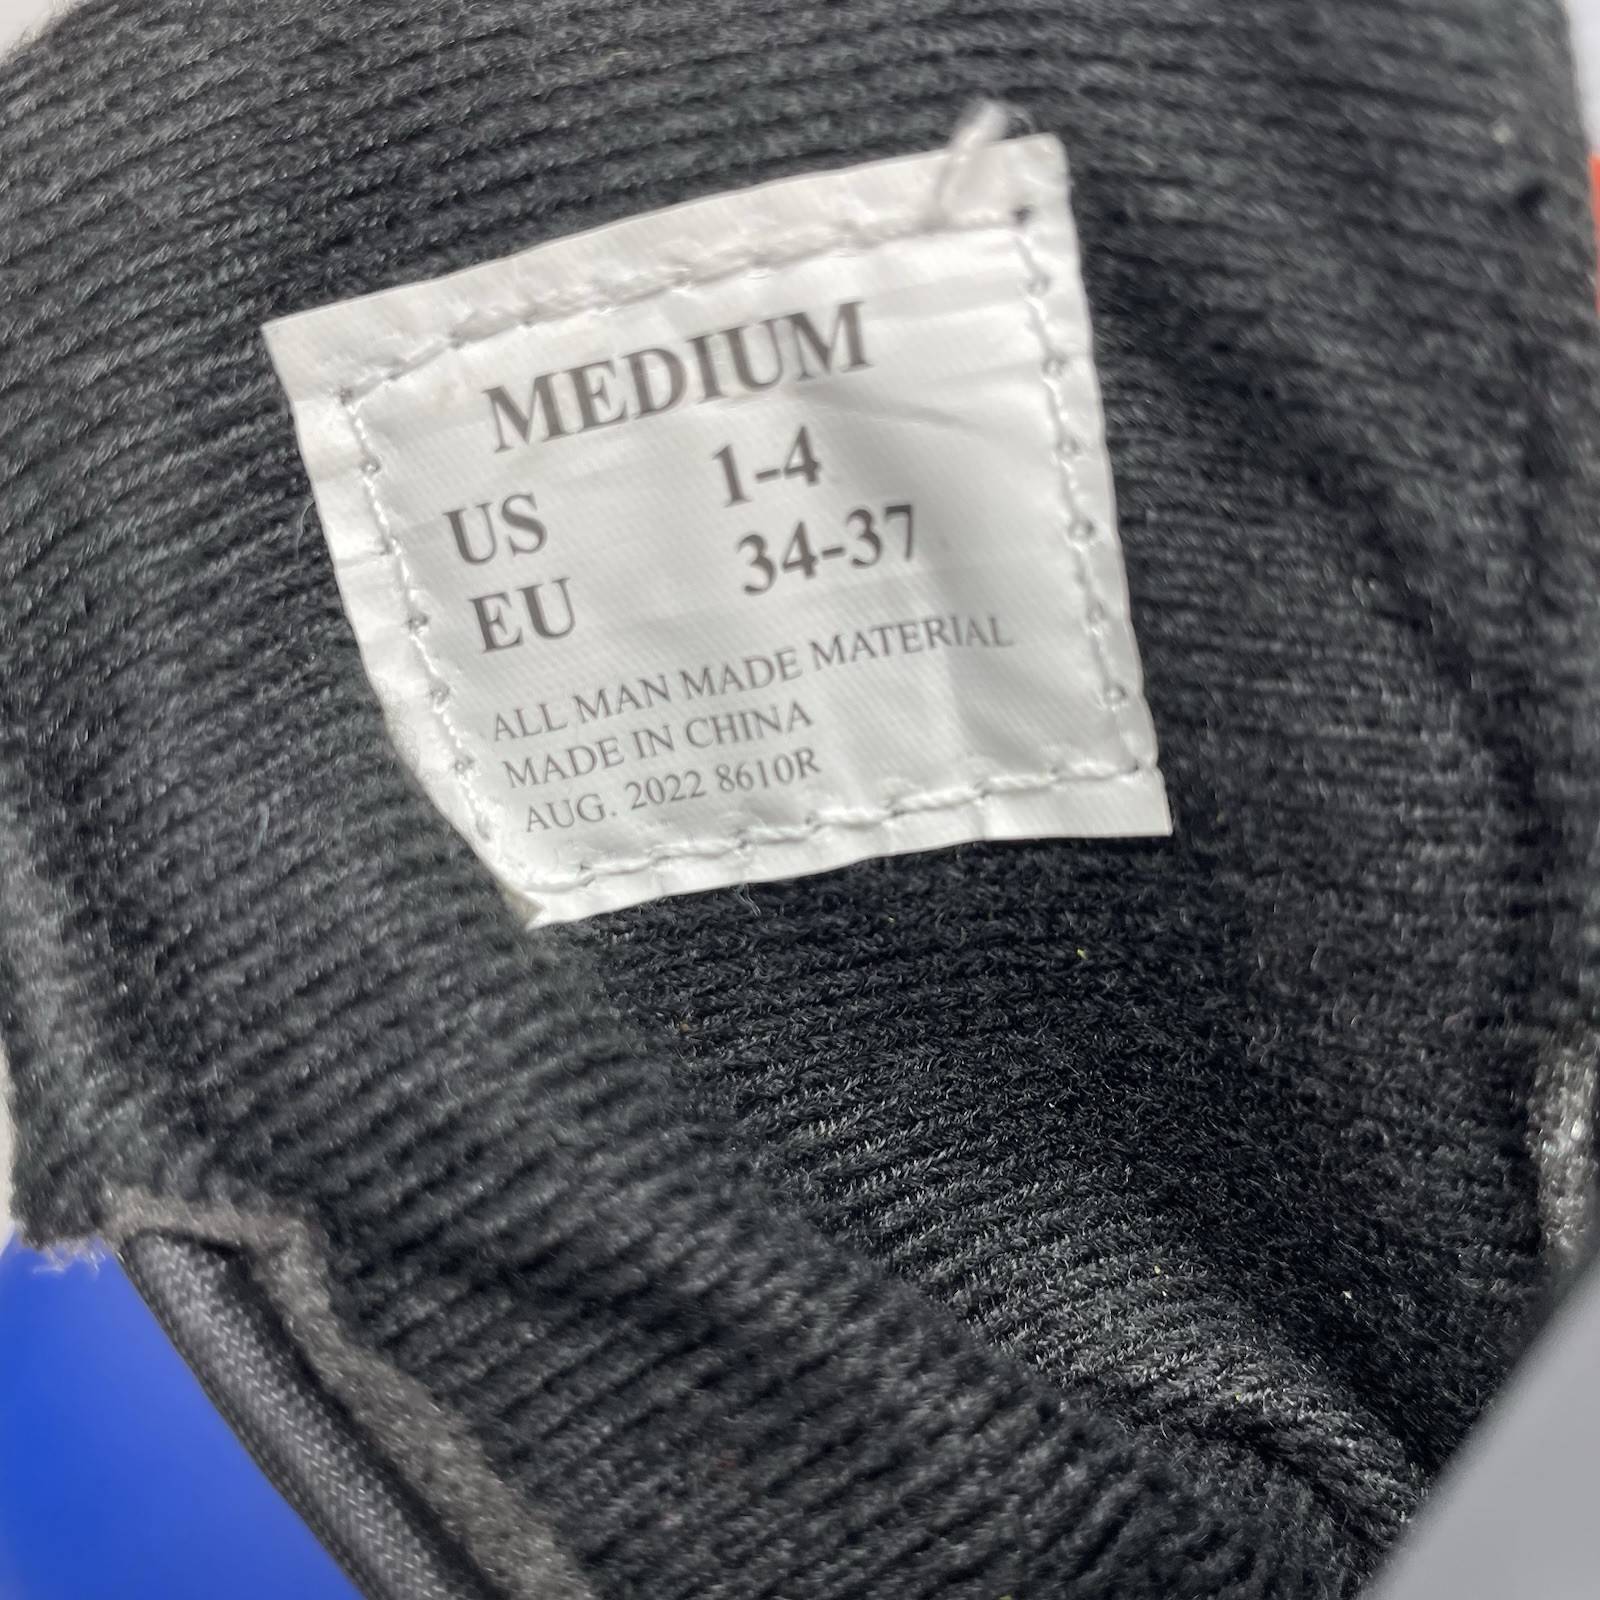 MEDIUM
US 1-4
EU 34-37
ALL MAN MADE MATERIAL
MADE IN CHINA
AUG. 2022 8610R